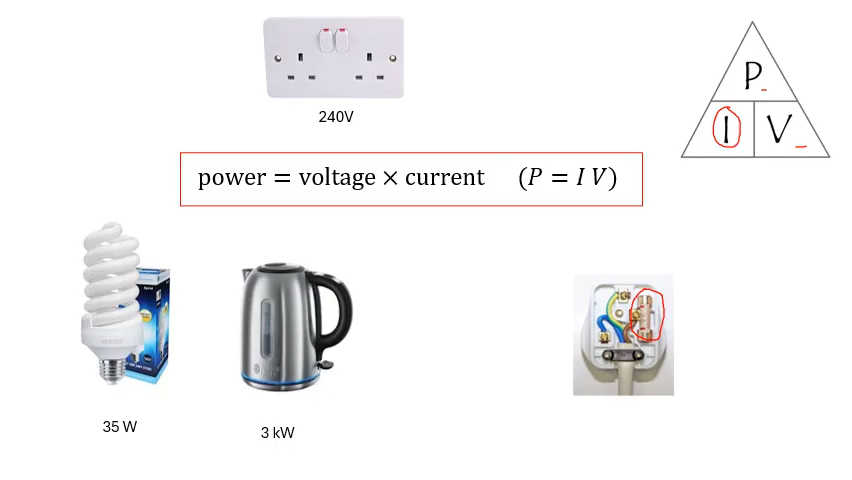 P
I V
240V
power = voltage × current (P = I V)
35 W
3 kW